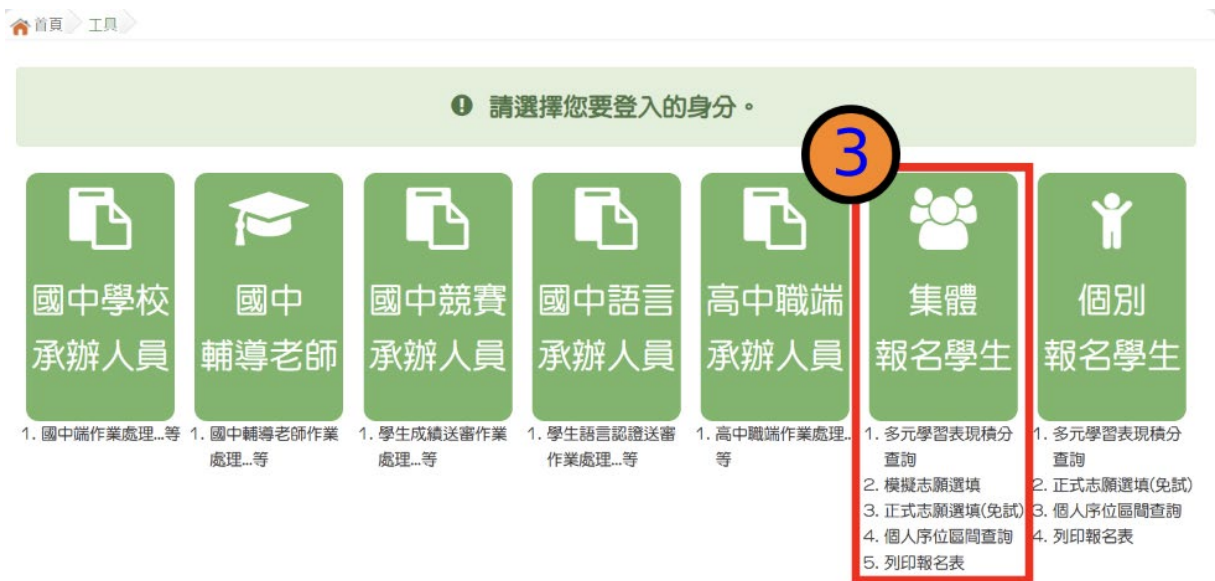 首頁 工具
請選擇您要登入的身分。
3
國中學校
承辦人員
國中
輔導老師
國中競賽
承辦人員
國中語言
承辦人員
高中職端
承辦人員
集體
報名學生
個別
報名學生
1. 國中端作業處理...等
1. 國中輔導老師作業
處理...等
1. 學生成績送審作業
處理...等
1. 學生語言認證送審
作業處理...等
1. 高中職端作業處理...
等
1. 多元學習表現積分
查詢
2. 模擬志願選填
3. 正式志願選填(免試)
4. 個人序位區間查詢
5. 列印報名表
1. 多元學習表現積分
查詢
2. 正式志願選填(免試)
3. 個人序位區間查詢
4. 列印報名表